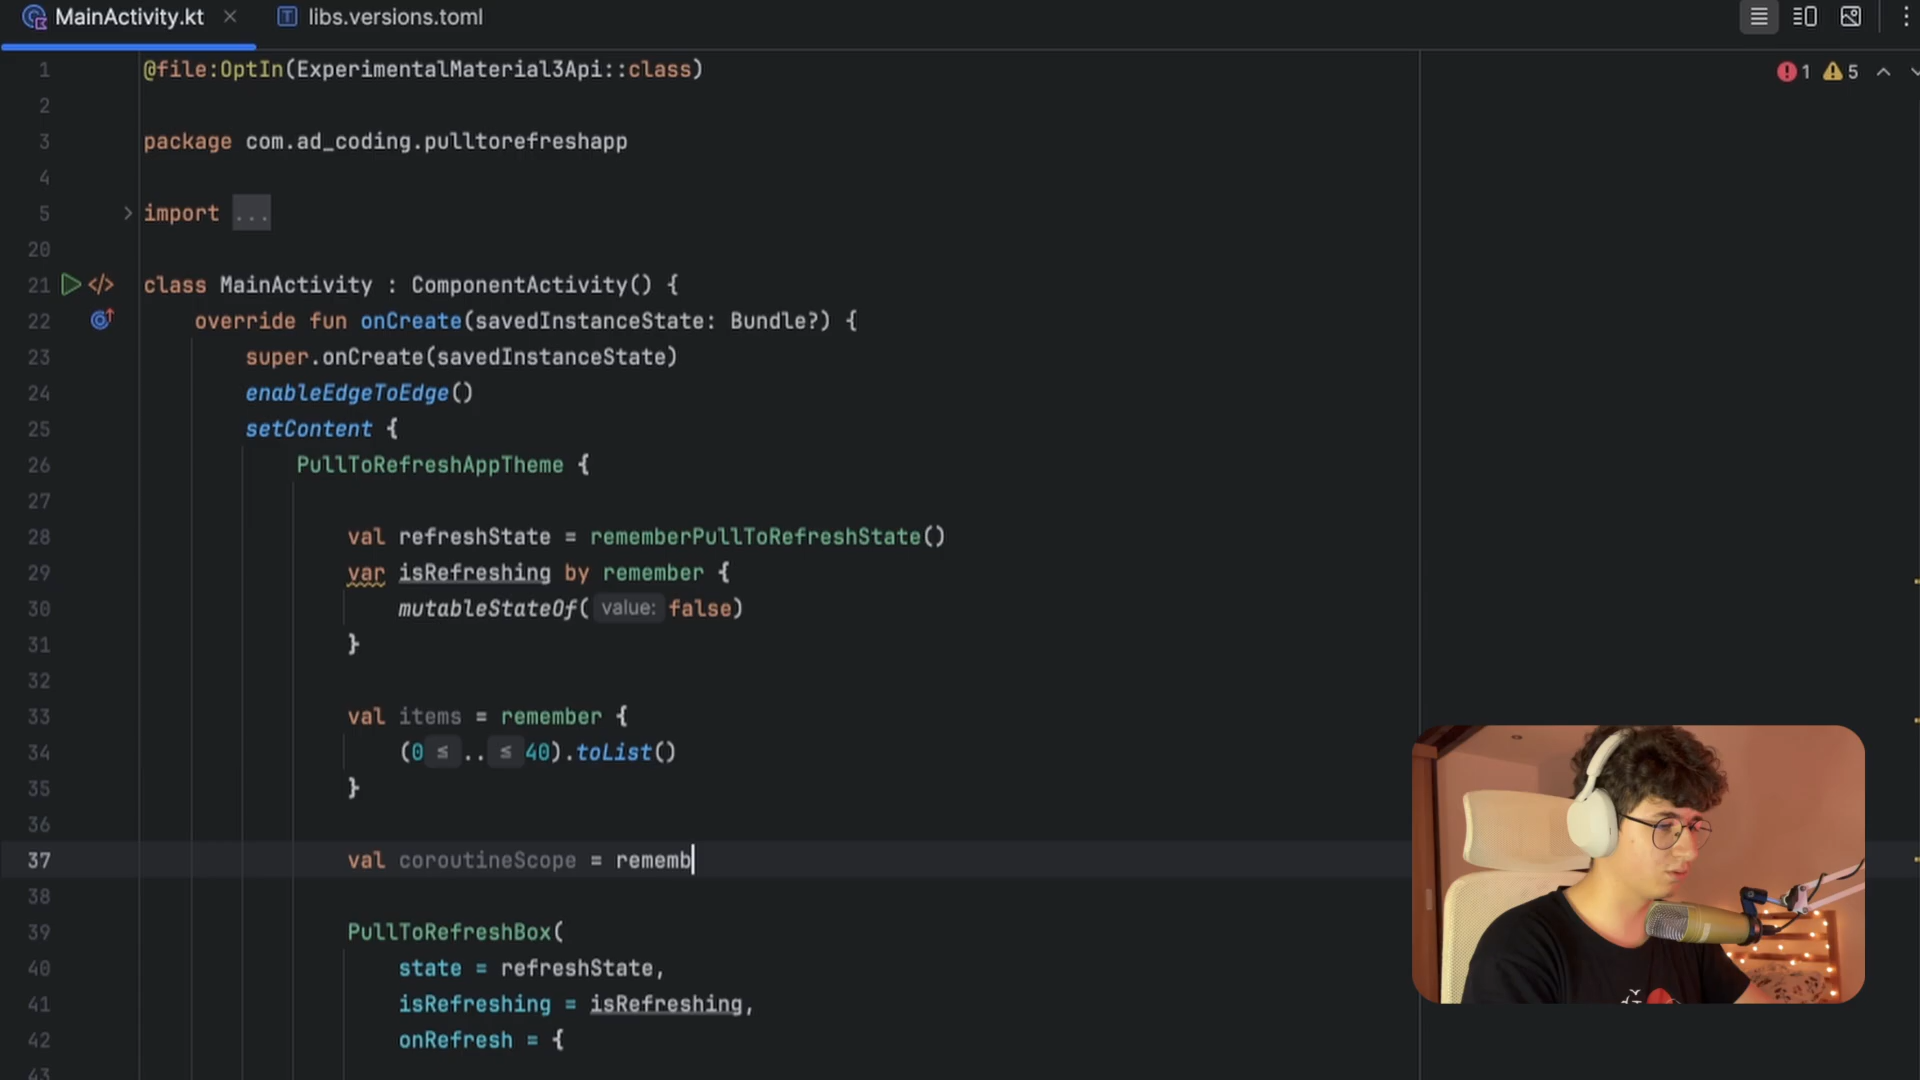 MainActivity.kt
libs.versions.toml
1 @file:OptIn(ExperimentalMaterial3Api::class)
1 5
2
3 package com.ad_coding.pulltorefreshapp
4
5 import ...
20
21 class MainActivity : ComponentActivity() {
22 override fun onCreate(savedInstanceState: Bundle?) {
23 super.onCreate(savedInstanceState)
24 enableEdgeToEdge()
25 setContent {
26 PullToRefreshAppTheme {
27
28 val refreshState = rememberPullToRefreshState()
29 var isRefreshing by remember {
30 mutableStateOf( value: false)
31 }
32
33 val items = remember {
34 (0 ≤ .. ≤ 40).toList()
35 }
36
37 val coroutineScope = rememb
38
39 PullToRefreshBox(
40 state = refreshState,
41 isRefreshing = isRefreshing,
42 onRefresh = {
43